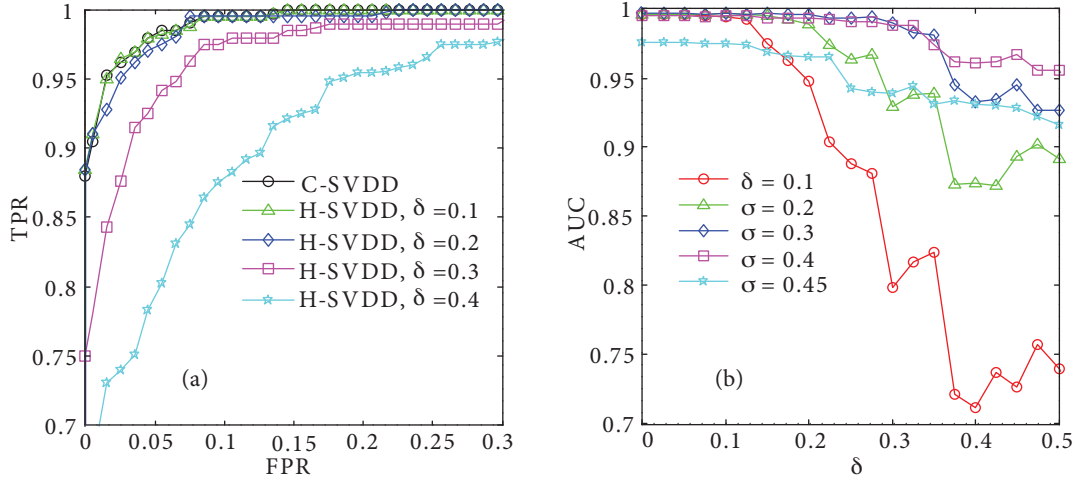 1
0.95
0.9
0.85
0.8
0.75
0.7
TPR
0
0.05
0.1
0.15
0.2
0.25
0.3
FPR
C-SVDD
H-SVDD, δ=0.1
H-SVDD, δ=0.2
H-SVDD, δ=0.3
H-SVDD, δ=0.4
(a)
1
0.95
0.9
0.85
0.8
0.75
0.7
AUC
0
0.1
0.2
0.3
0.4
0.5
δ
δ = 0.1
σ = 0.2
σ = 0.3
σ = 0.4
σ = 0.45
(b)